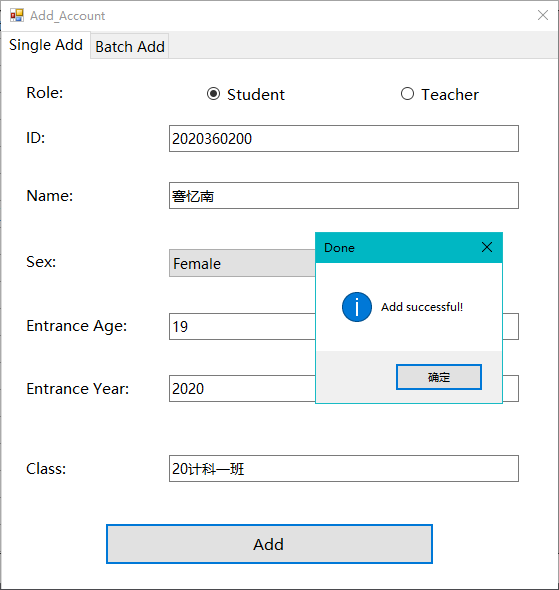 Add_Account
Single Add
Batch Add
Role:
Student
Teacher
ID:
2020360200
Name:
忆南
Sex:
Female
Done
Add successful!
确定
Entrance Age:
19
Entrance Year:
2020
Class:
20计科一班
Add